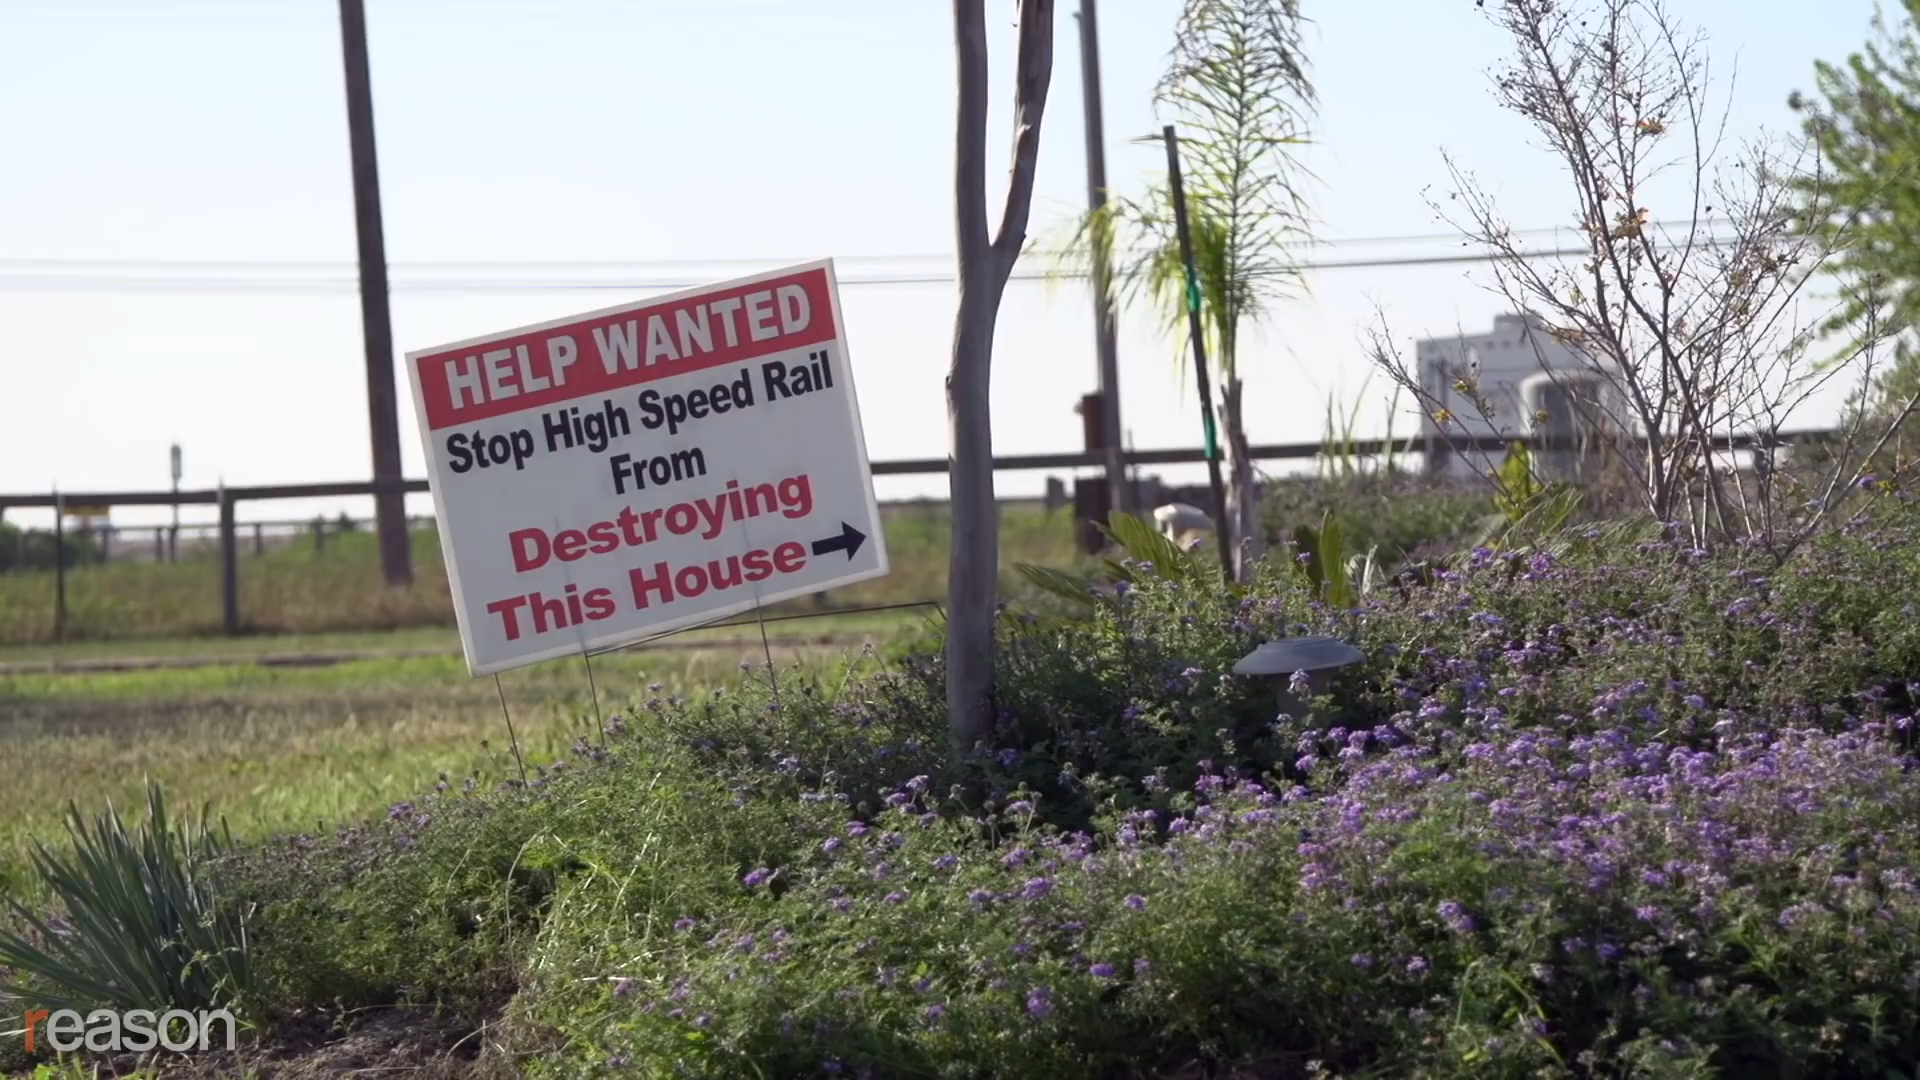 HELP WANTED
Stop High Speed Rail
From
Destroying
This House
reason